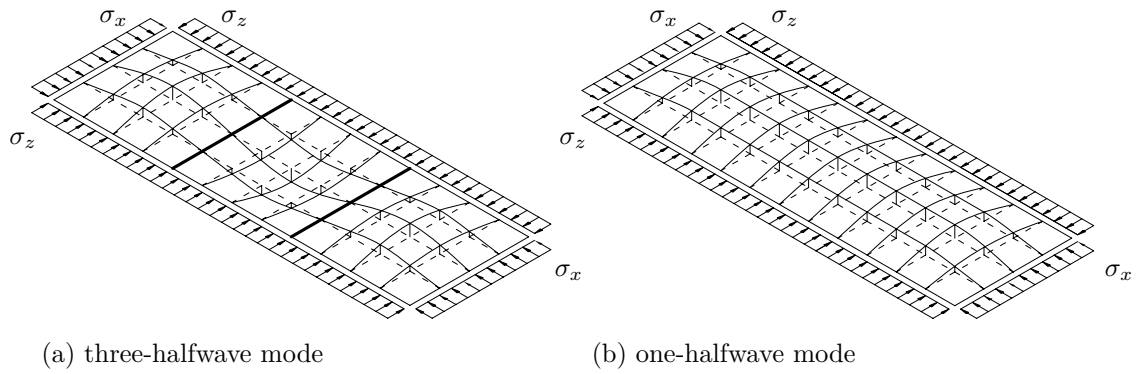 σx σz σx σz
σz σx σz σx
(a) three-halfwave mode (b) one-halfwave mode